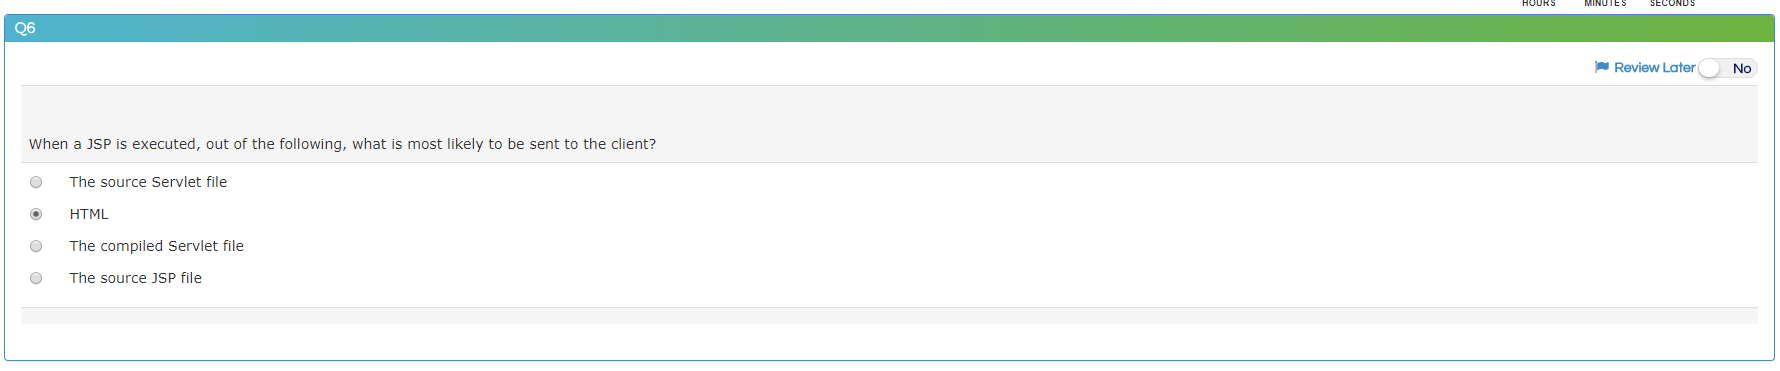 HOURS MINUTES SECONDS
Q6
Review Later No
When a JSP is executed, out of the following, what is most likely to be sent to the client?
The source Servlet file
HTML
The compiled Servlet file
The source JSP file